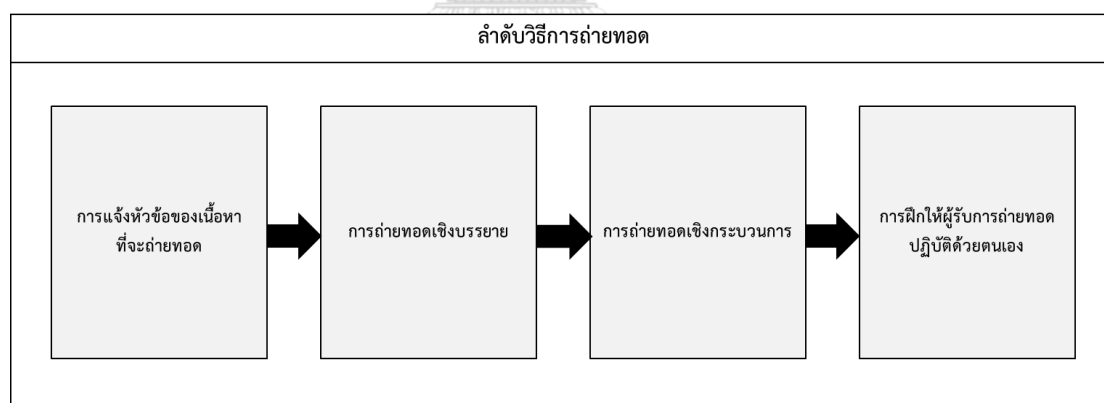 ลำดับวิธีการถ่ายทอด
การแจ้งหัวข้อของเนื้อหา
ที่จะถ่ายทอด
การถ่ายทอดเชิงบรรยาย
การถ่ายทอดเชิงกระบวนการ
การฝึกให้ผู้รับการถ่ายทอด
ปฏิบัติด้วยตนเอง